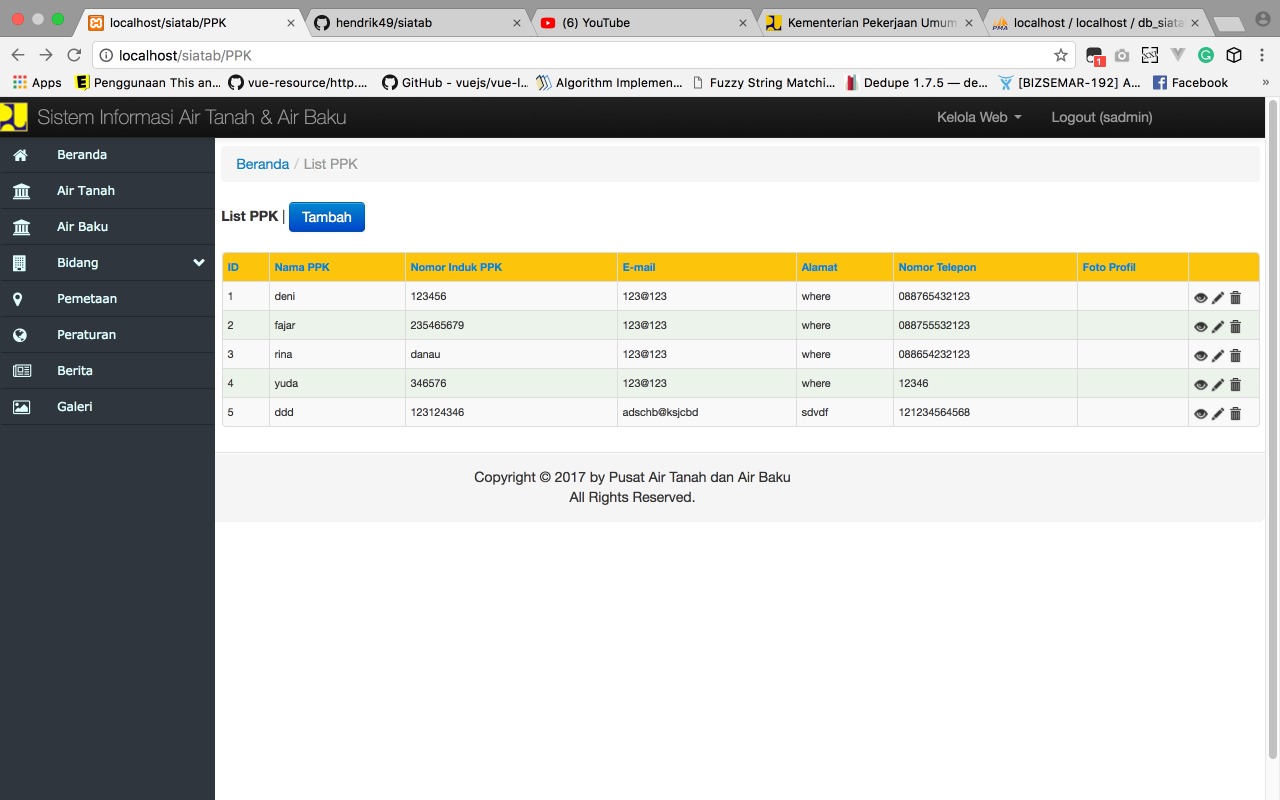 localhost/siatab/PPK
hendrik49/siatab
(6) YouTube
Kementerian Pekerjaan Umum
localhost / localhost / db_siata
localhost/siatab/PPK
1
Apps
Penggunaan This an...
vue-resource/http....
GitHub - vuejs/vue-l...
Algorithm Implemen...
Fuzzy String Matchi...
Dedupe 1.7.5 — de...
[BIZSEMAR-192] A...
Facebook
»
Sistem Informasi Air Tanah & Air Baku
Kelola Web
Logout (sadmin)
Beranda
Air Tanah
Air Baku
Bidang
Pemetaan
Peraturan
Berita
Galeri
Beranda / List PPK
List PPK | Tambah
ID Nama PPK Nomor Induk PPK E-mail Alamat Nomor Telepon Foto Profil
1 deni 123456 123@123 where 088765432123
2 fajar 235465679 123@123 where 088755532123
3 rina danau 123@123 where 088654232123
4 yuda 346576 123@123 where 12346
5 ddd 123124346 adschb@ksjcbd sdvdf 121234564568
Copyright © 2017 by Pusat Air Tanah dan Air Baku
All Rights Reserved.